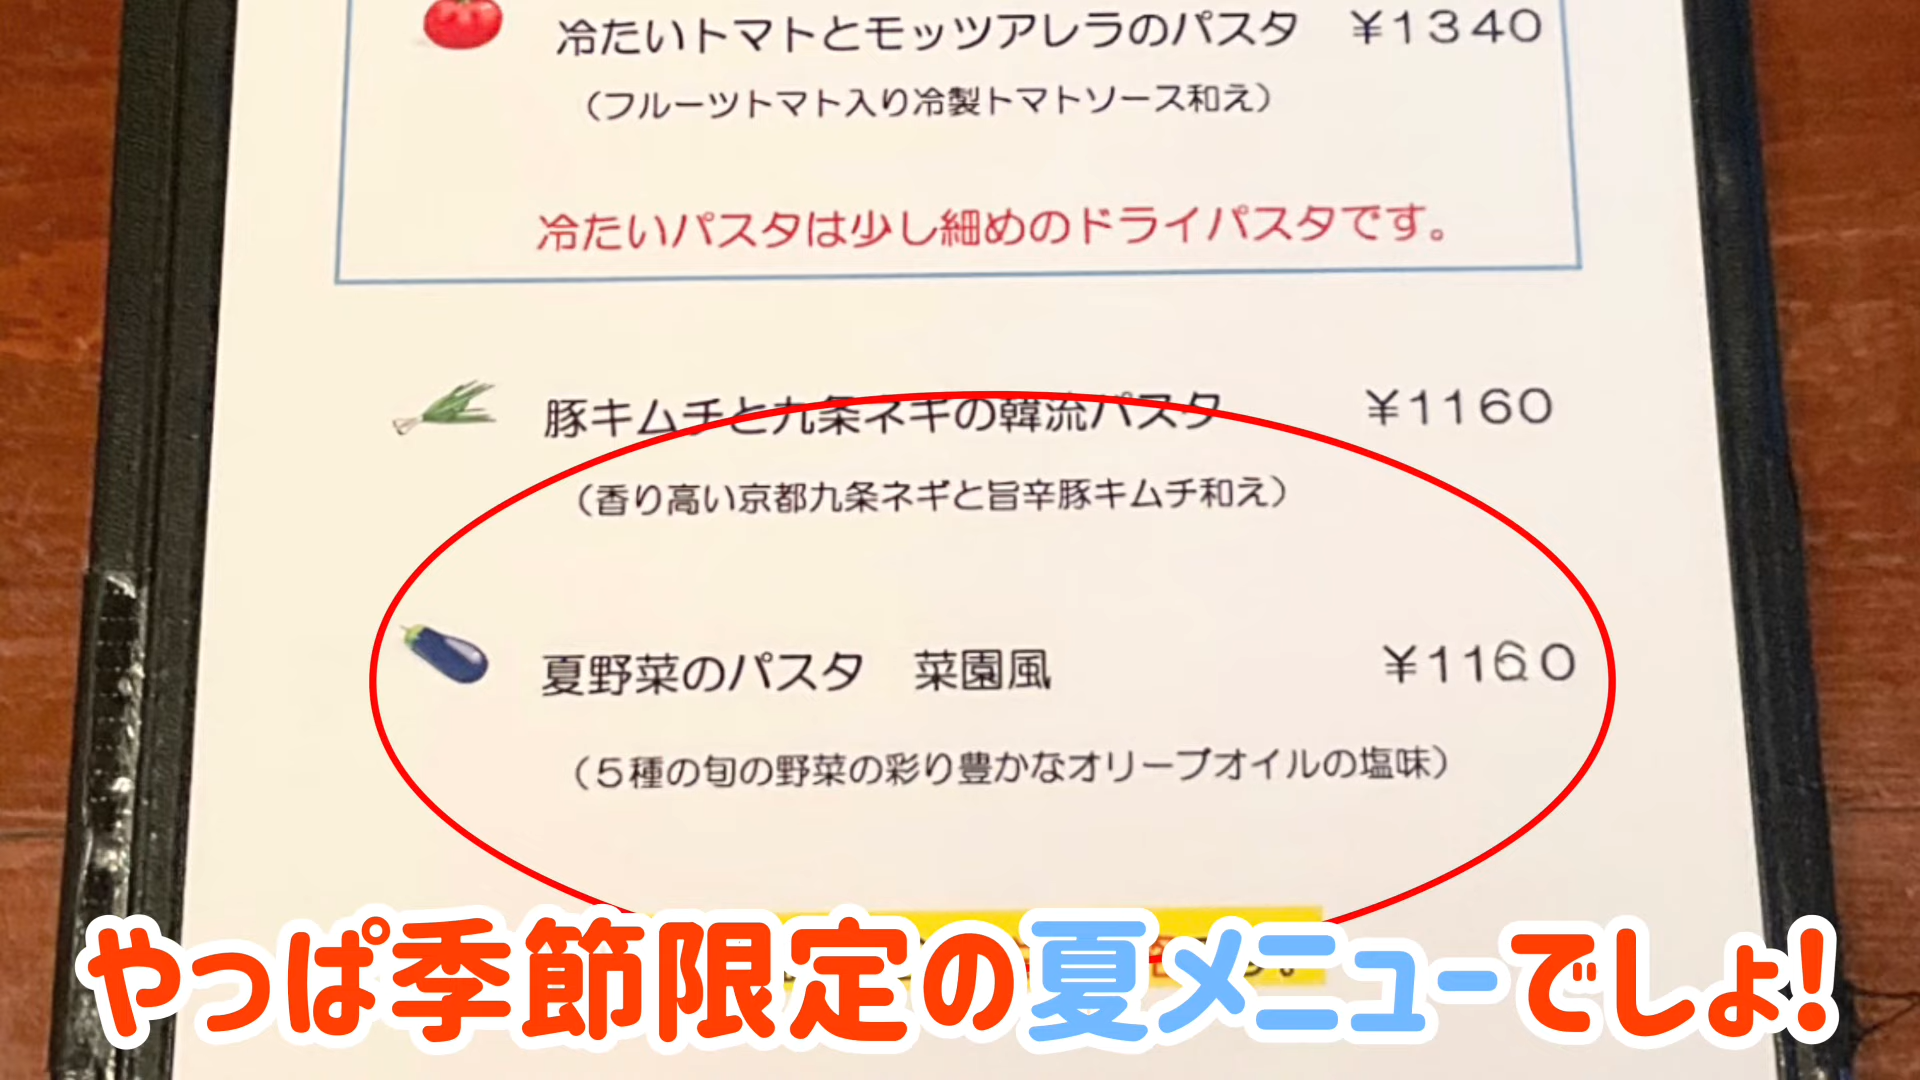 冷たいトマトとモッツアレラのパスタ ￥1340
（フルーツトマト入り冷製トマトソース和え）
冷たいパスタは少し細めのドライパスタです。
豚キムチと九条ネギの韓流パスタ ￥1160
（香り高い京都九条ネギと旨辛豚キムチ和え）
夏野菜のパスタ 菜園風 ￥1160
（５種の旬の野菜の彩り豊かなオリーブオイルの塩味）
やっぱ季節限定の夏メニューでしょ！